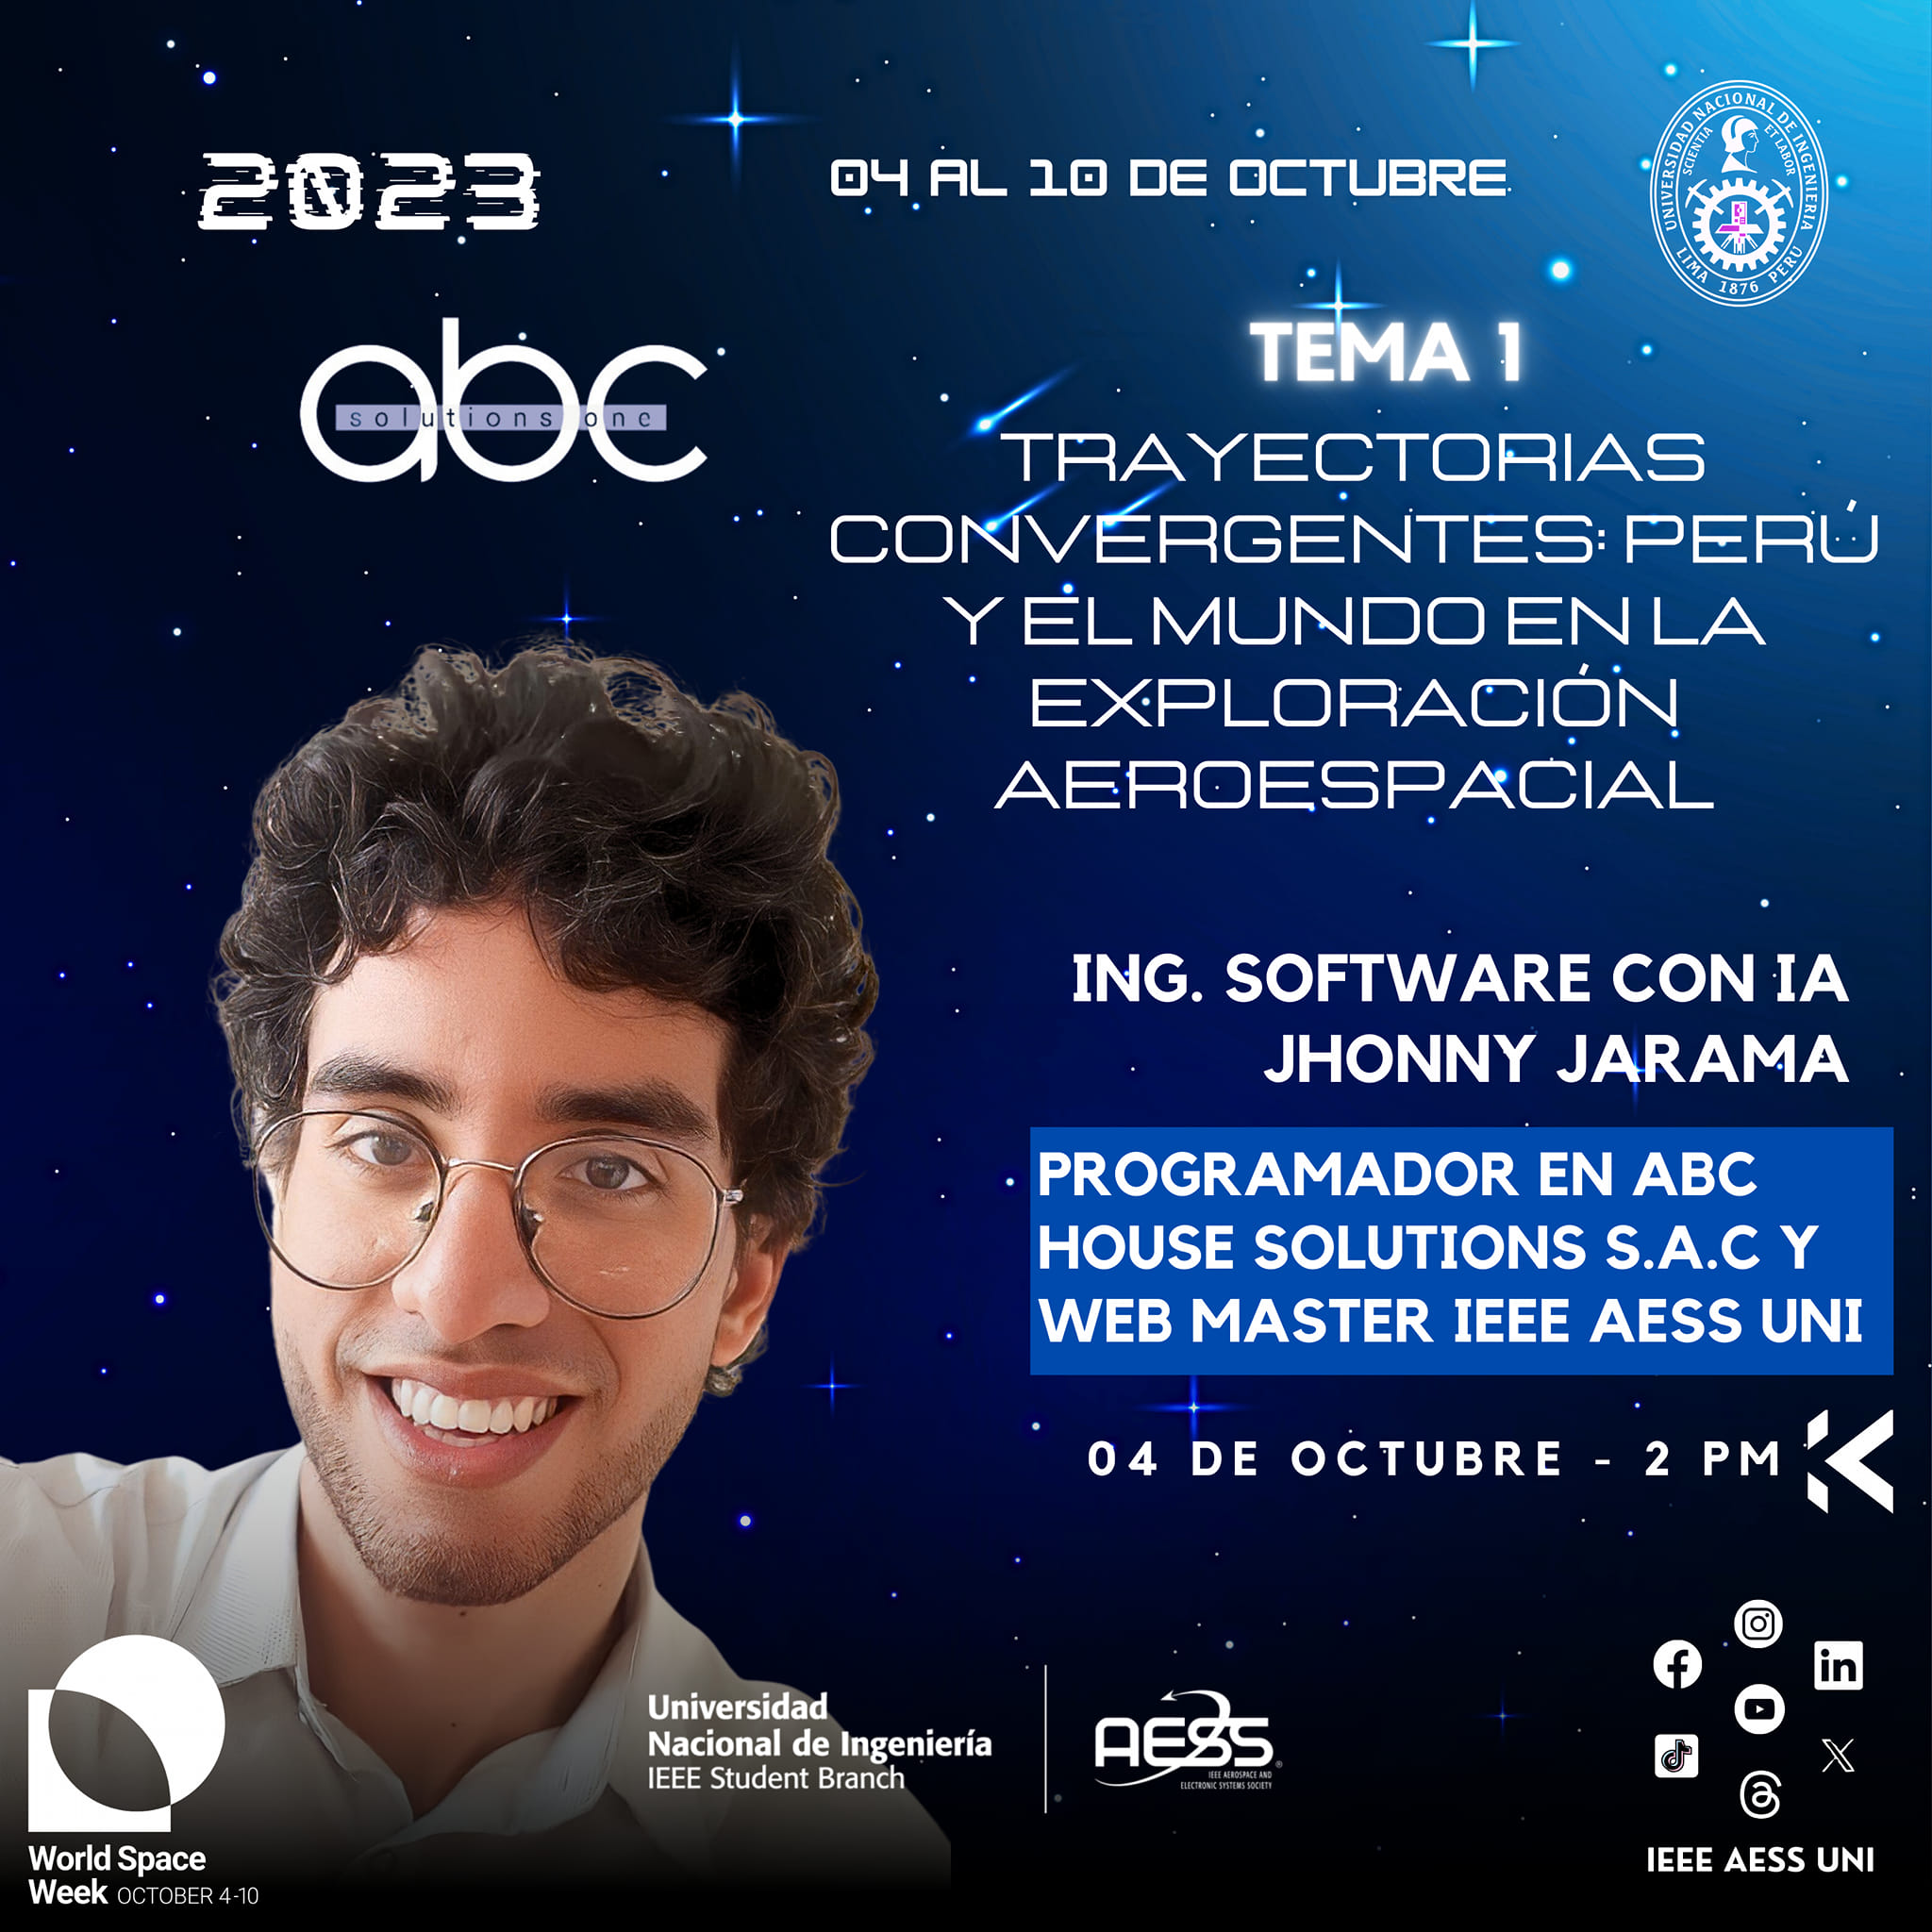 2023
04 AL 10 DE OCTUBRE
UNIVERSIDAD NACIONAL DE INGENIERIA
SCIENTIA ET LABOR
LIMA 1876 PERU
abc
solutions one
TEMA 1
TRAYECTORIAS
CONVERGENTES: PERÚ
Y EL MUNDO EN LA
EXPLORACIÓN
AEROESPACIAL
ING. SOFTWARE CON IA
JHONNY JARAMA
PROGRAMADOR EN ABC
HOUSE SOLUTIONS S.A.C Y
WEB MASTER IEEE AESS UNI
04 DE OCTUBRE - 2 PM
World Space
Week OCTOBER 4-10
Universidad
Nacional de Ingeniería
IEEE Student Branch
AESS®
IEEE AEROSPACE AND
ELECTRONIC SYSTEMS SOCIETY
in
IEEE AESS UNI